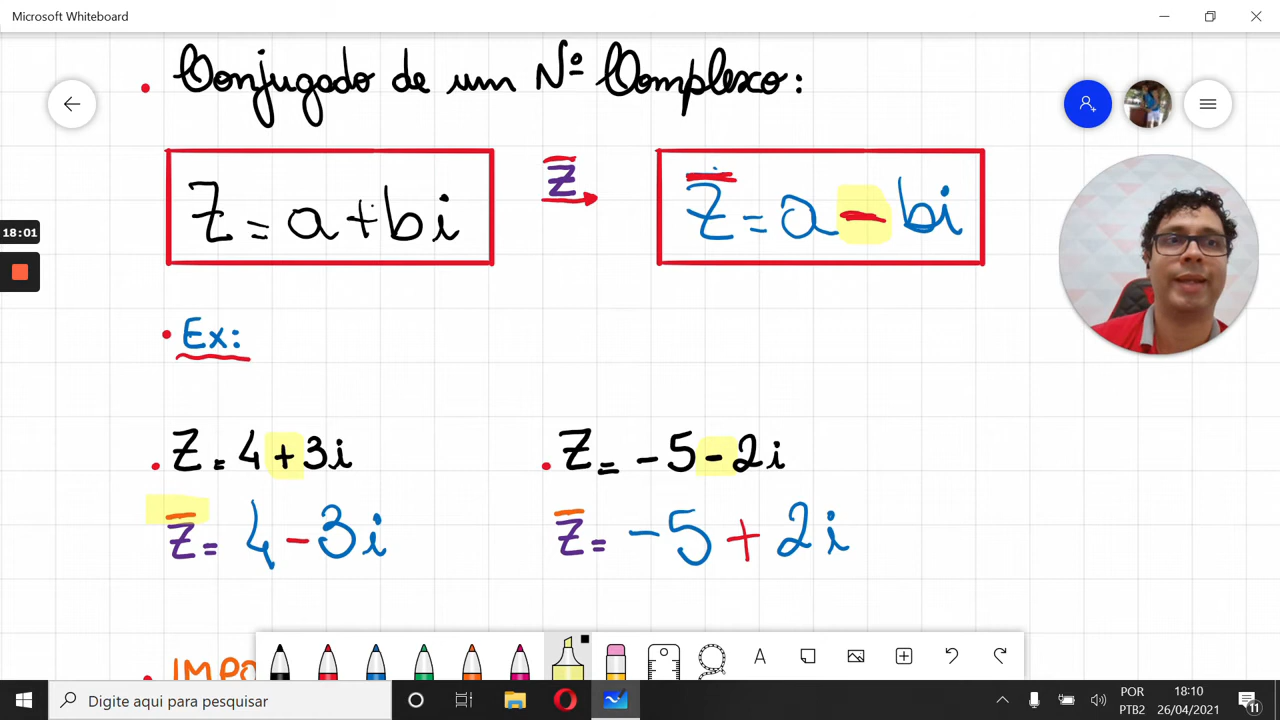 Microsoft Whiteboard
• Conjugado de um Nº Complexo:
Z = a + bi
Z̅
Z̅ = a - bi
18:01
• Ex:
• Z = 4 + 3i
• Z = -5 - 2i
Z̅ = 4 - 3i
Z̅ = -5 + 2i
• IMPO
A
Digite aqui para pesquisar
POR
PTB2
18:10
26/04/2021
11